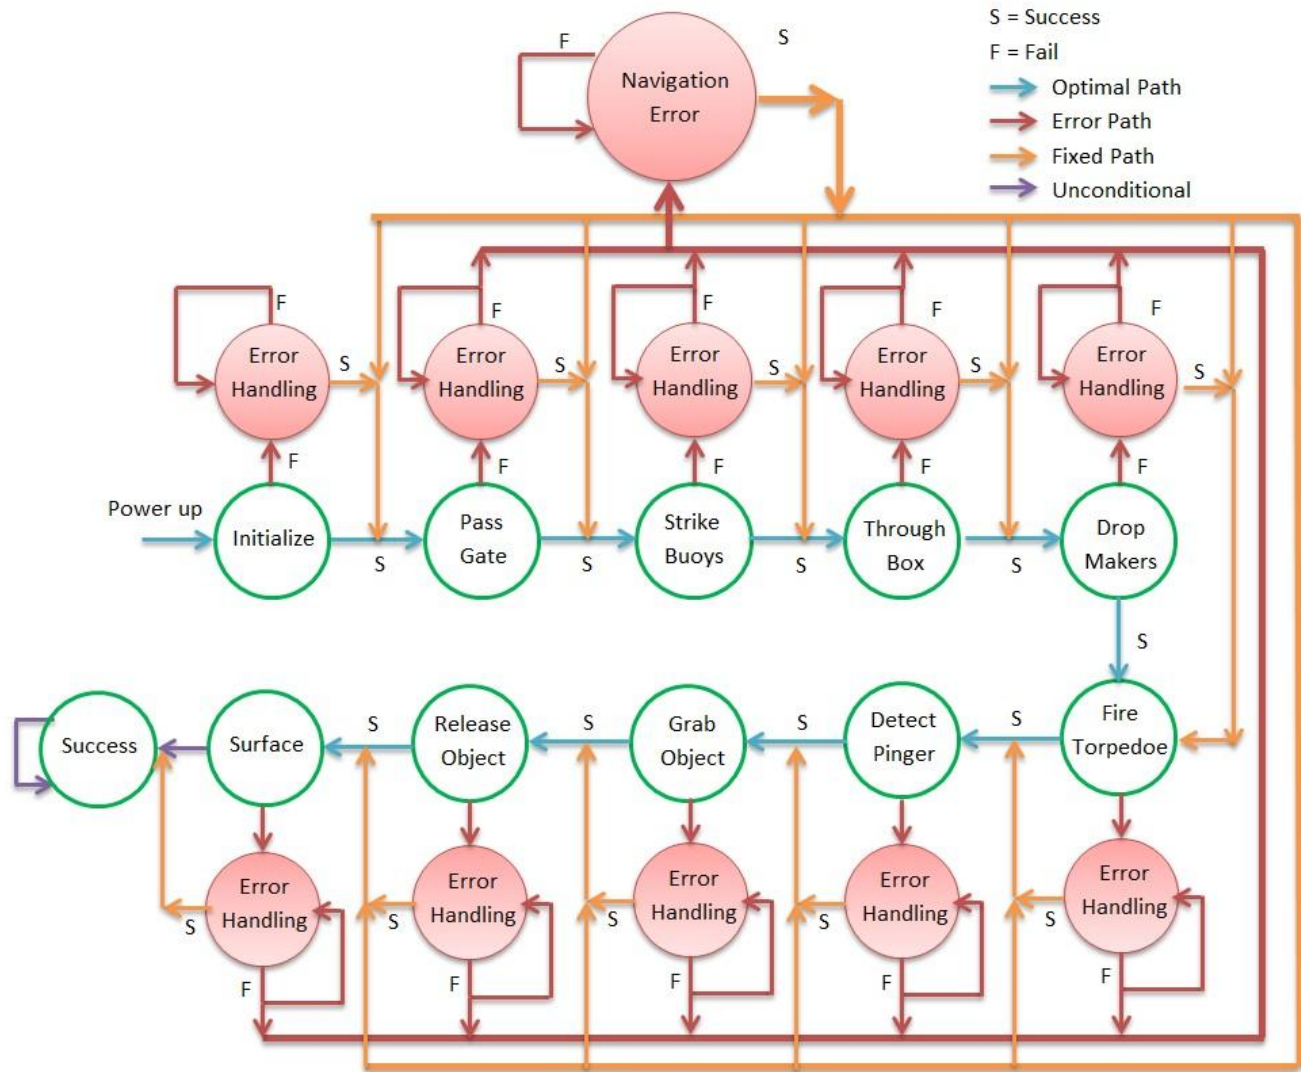 S = Success
F = Fail
Optimal Path
Error Path
Fixed Path
Unconditional
F
S
Navigation
Error
F
F
F
F
F
Error
Handling
S
Error
Handling
S
Error
Handling
S
Error
Handling
S
Error
Handling
S
F
F
F
F
F
Power up
Initialize
S
Pass
Gate
S
Strike
Buoys
S
Through
Box
S
Drop
Makers
S
Success
Surface
S
Release
Object
S
Grab
Object
S
Detect
Pinger
S
Fire
Torpedoe
Error
Handling
S
Error
Handling
S
Error
Handling
S
Error
Handling
S
Error
Handling
S
F
F
F
F
F